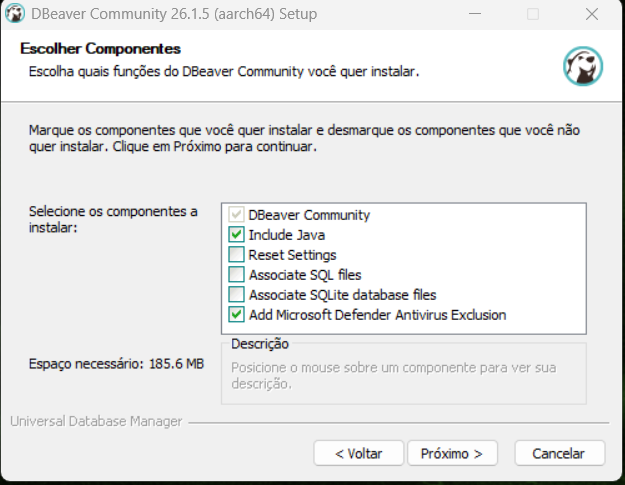 DBeaver Community 26.1.5 (aarch64) Setup
Escolher Componentes
Escolha quais funções do DBeaver Community você quer instalar.
Marque os componentes que você quer instalar e desmarque os componentes que você não
quer instalar. Clique em Próximo para continuar.
Selecione os componentes a
instalar:
DBeaver Community
Include Java
Reset Settings
Associate SQL files
Associate SQLite database files
Add Microsoft Defender Antivirus Exclusion
Espaço necessário: 185.6 MB
Descrição
Posicione o mouse sobre um componente para ver sua
descrição.
Universal Database Manager
< Voltar
Próximo >
Cancelar